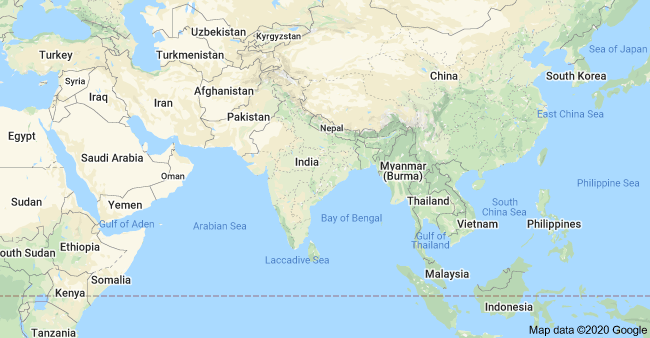 Uzbekistan
Kyrgyzstan
Sea of Japan
Turkey
Turkmenistan
Syria
China
South Korea
Afghanistan
Iraq
Iran
Pakistan
East China Sea
Egypt
Nepal
Saudi Arabia
India
Myanmar
(Burma)
Oman
Philippine Sea
Sudan
Yemen
Thailand
South
China Sea
Gulf of Aden
Arabian Sea
Bay of Bengal
Vietnam
Philippines
Gulf of
Thailand
outh Sudan
Ethiopia
Laccadive Sea
Somalia
Malaysia
Kenya
Indonesia
Tanzania
Map data ©2020 Google